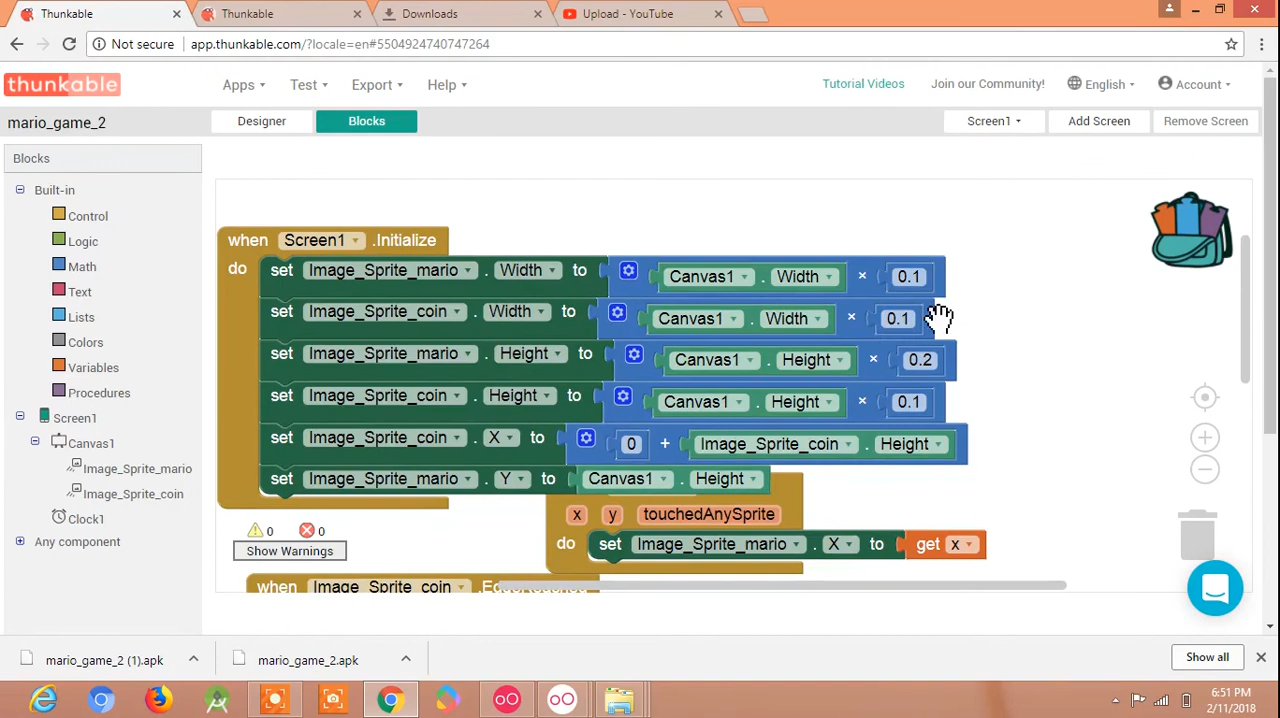 Thunkable
Thunkable
Downloads
Upload - YouTube
Not secure app.thunkable.com/?locale=en#5504924740747264
thunkable
Apps
Test
Export
Help
Tutorial Videos
Join our Community!
English
Account
mario_game_2
Designer
Blocks
Screen1
Add Screen
Remove Screen
Blocks
Built-in
Control
Logic
Math
Text
Lists
Colors
Variables
Procedures
Screen1
Canvas1
Image_Sprite_mario
Image_Sprite_coin
Clock1
Any component
when Screen1 .Initialize
do set Image_Sprite_mario . Width to Canvas1 . Width × 0.1
set Image_Sprite_coin . Width to Canvas1 . Width × 0.1
set Image_Sprite_mario . Height to Canvas1 . Height × 0.2
set Image_Sprite_coin . Height to Canvas1 . Height × 0.1
set Image_Sprite_coin . X to 0 + Image_Sprite_coin . Height
set Image_Sprite_mario . Y to Canvas1 . Height
x y touchedAnySprite
do set Image_Sprite_mario . X to get x
0 0
Show Warnings
when Image_Sprite_coin .EdgeReached
mario_game_2 (1).apk
mario_game_2.apk
Show all
6:51 PM
2/11/2018